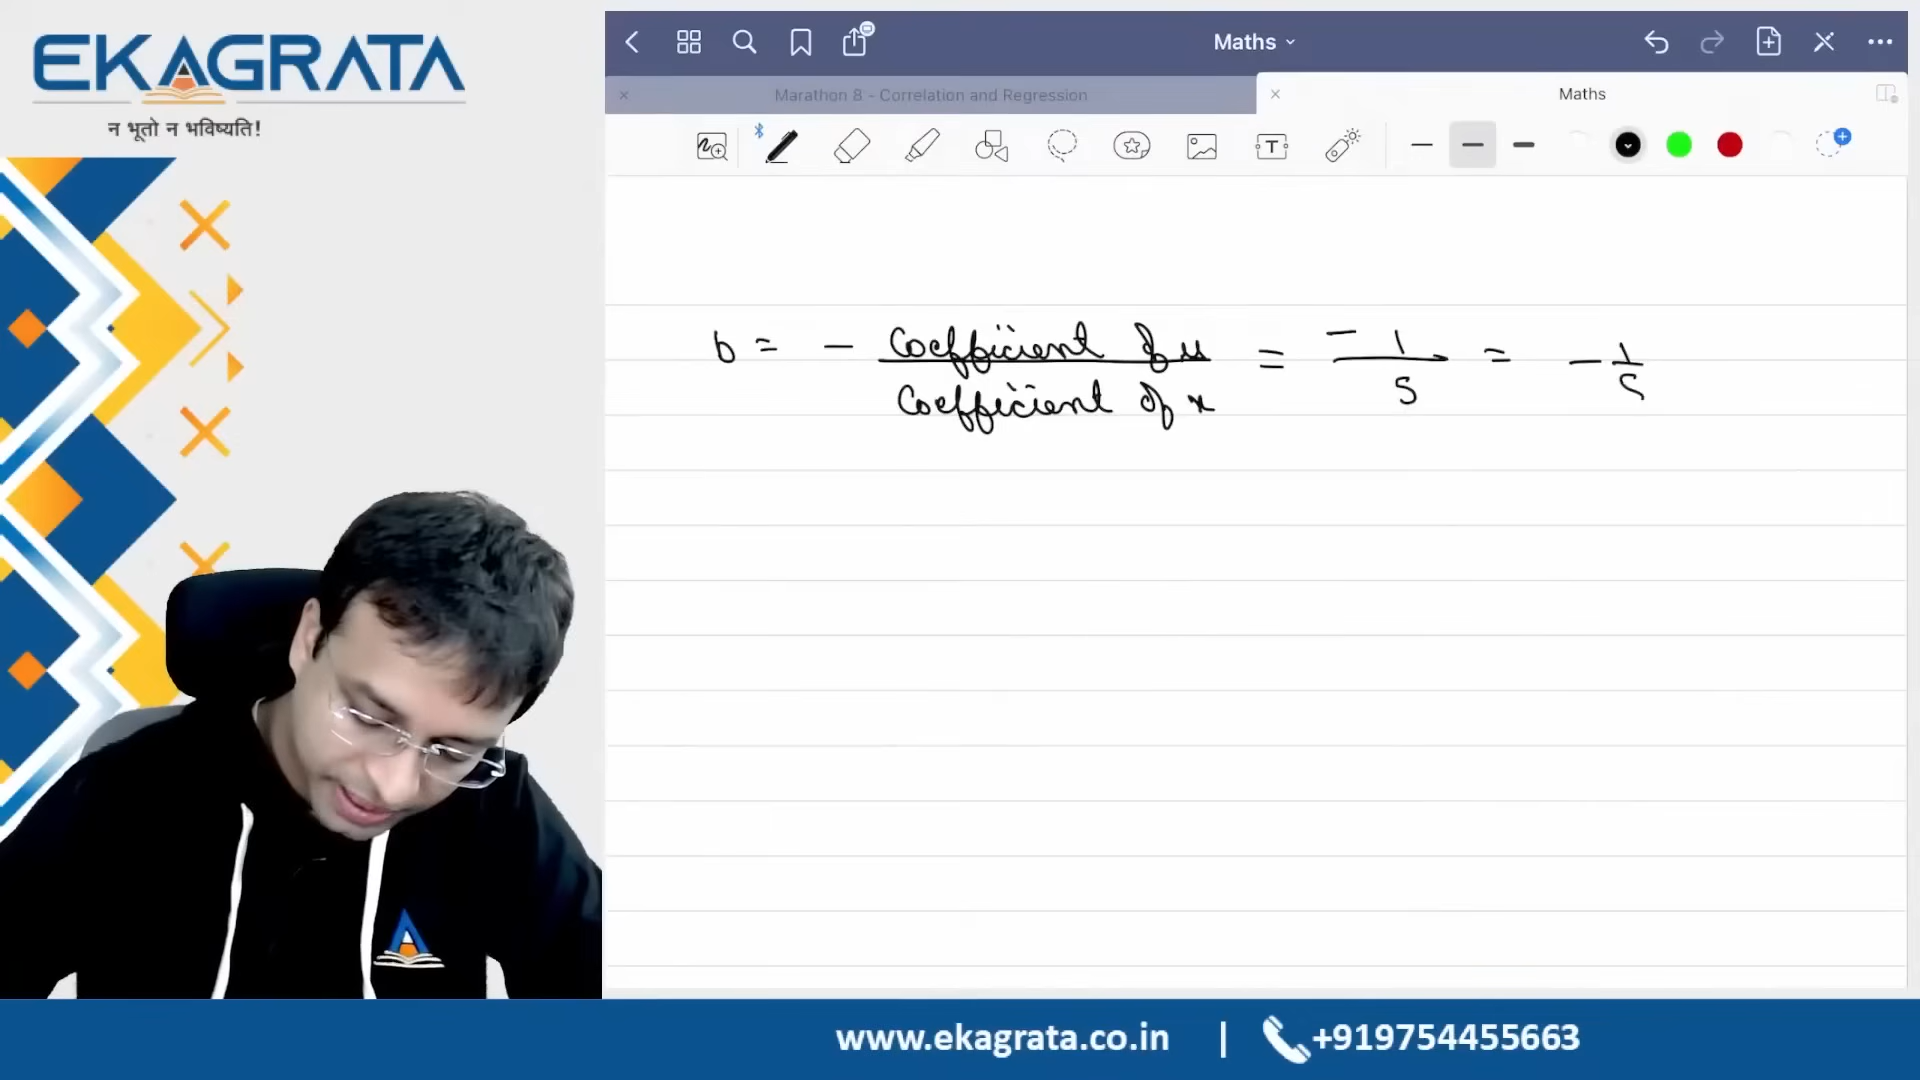 EKAGRATA
न भूतो न भविष्यति!
Maths
Marathon 8 - Correlation and Regression
Maths
T
b = - Coefficient of u / Coefficient of x = - 1 / 5 = - 1/5
www.ekagrata.co.in | +919754455663